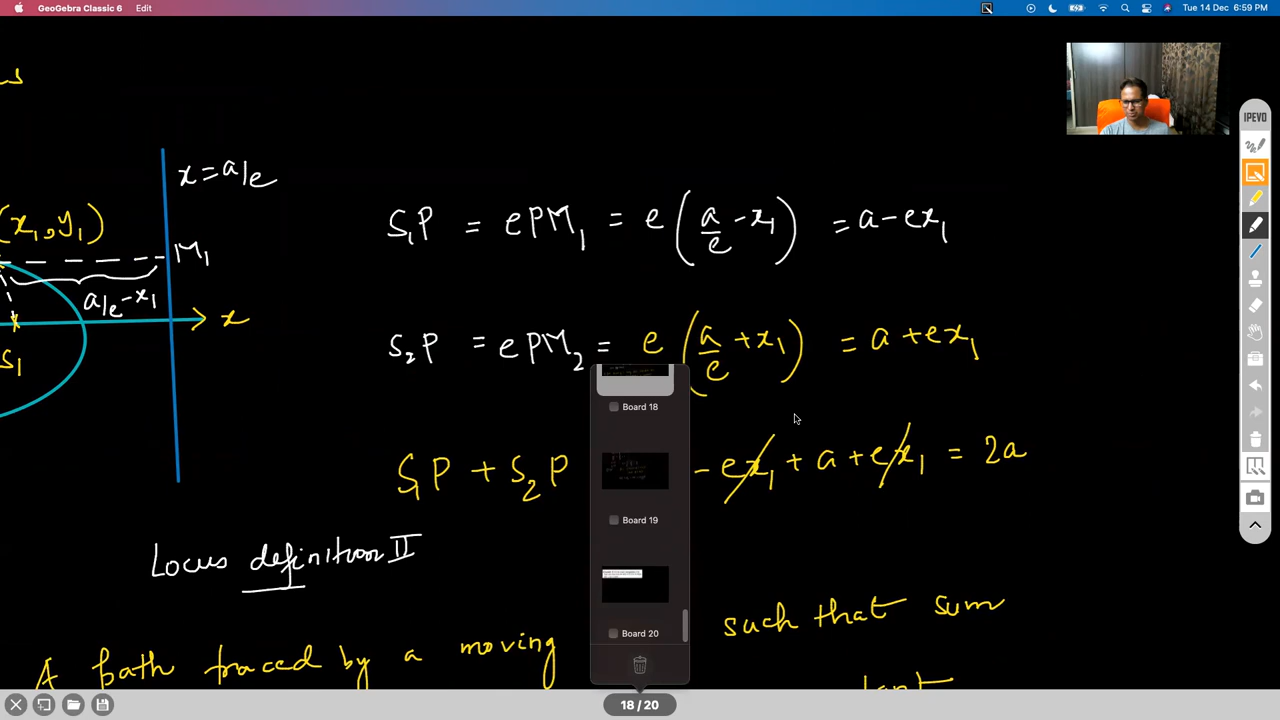 GeoGebra Classic 6 Edit Tue 14 Dec 6:59 PM
IPEVO
x = a/e
(x₁, y₁)
M₁
a/e - x₁
x
S₁
S₁P = ePM₁ = e(a/e - x₁) = a - ex₁
S₂P = ePM₂ = e(a/e + x₁) = a + ex₁
S₁P + S₂P - ex₁ + a + ex₁ = 2a
Board 18
Board 19
Board 20
Locus definition II
A path traced by a moving such that sum
18 / 20